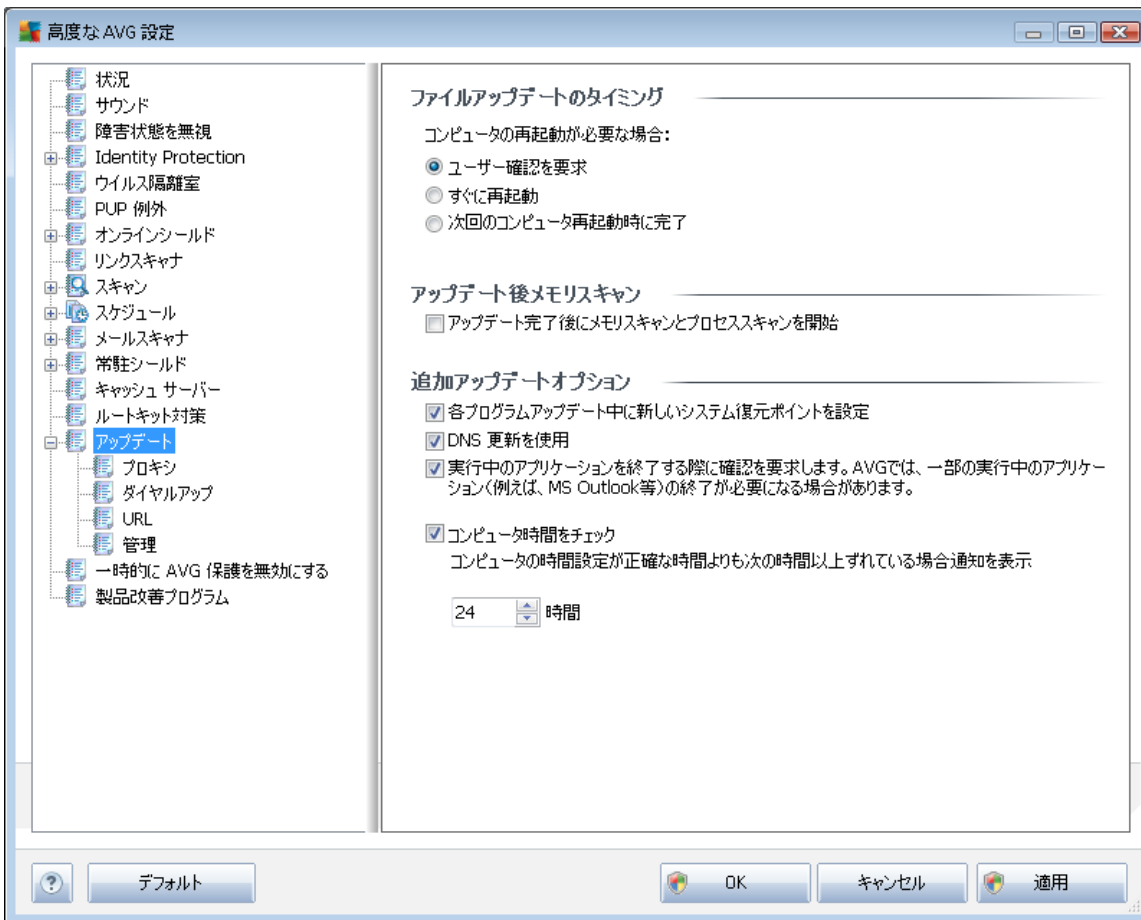 高度な AVG 設定
状況
サウンド
障害状態を無視
Identity Protection
ウイルス隔離室
PUP 例外
オンラインシールド
リンクスキャナ
スキャン
スケジュール
メールスキャナ
常駐シールド
キャッシュ サーバー
ルートキット対策
アップデート
プロキシ
ダイヤルアップ
URL
管理
一時的に AVG 保護を無効にする
製品改善プログラム
ファイルアップデートのタイミング
コンピュータの再起動が必要な場合:
ユーザー確認を要求
すぐに再起動
次回のコンピュータ再起動時に完了
アップデート後メモリスキャン
アップデート完了後にメモリスキャンとプロセススキャンを開始
追加アップデートオプション
各プログラムアップデート中に新しいシステム復元ポイントを設定
DNS 更新を使用
実行中のアプリケーションを終了する際に確認を要求します。AVGでは、一部の実行中のアプリケー
ション(例えば、MS Outlook等)の終了が必要になる場合があります。
コンピュータ時間をチェック
コンピュータの時間設定が正確な時間よりも次の時間以上ずれている場合通知を表示
24 時間
? デフォルト OK キャンセル 適用